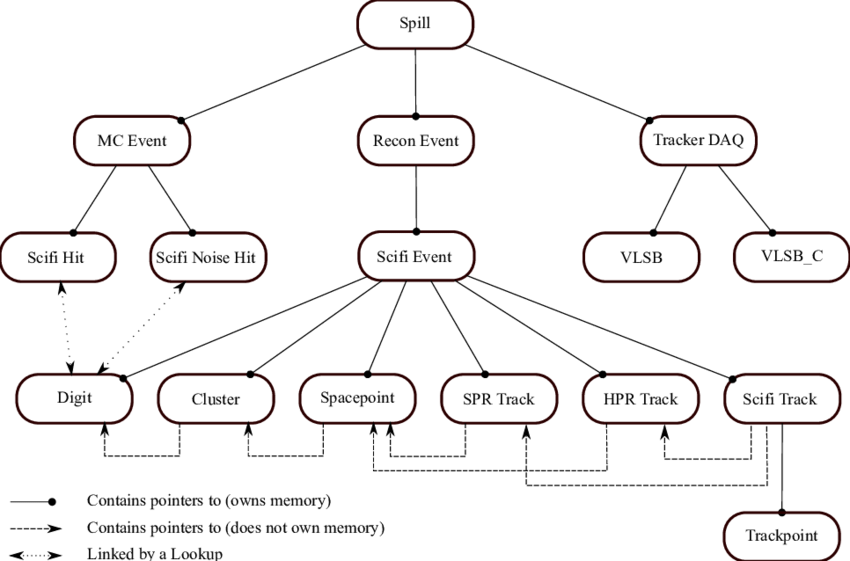 Spill
MC Event
Recon Event
Tracker DAQ
Scifi Hit
Scifi Noise Hit
Scifi Event
VLSB
VLSB_C
Digit
Cluster
Spacepoint
SPR Track
HPR Track
Scifi Track
Contains pointers to (owns memory)
Contains pointers to (does not own memory)
Linked by a Lookup
Trackpoint